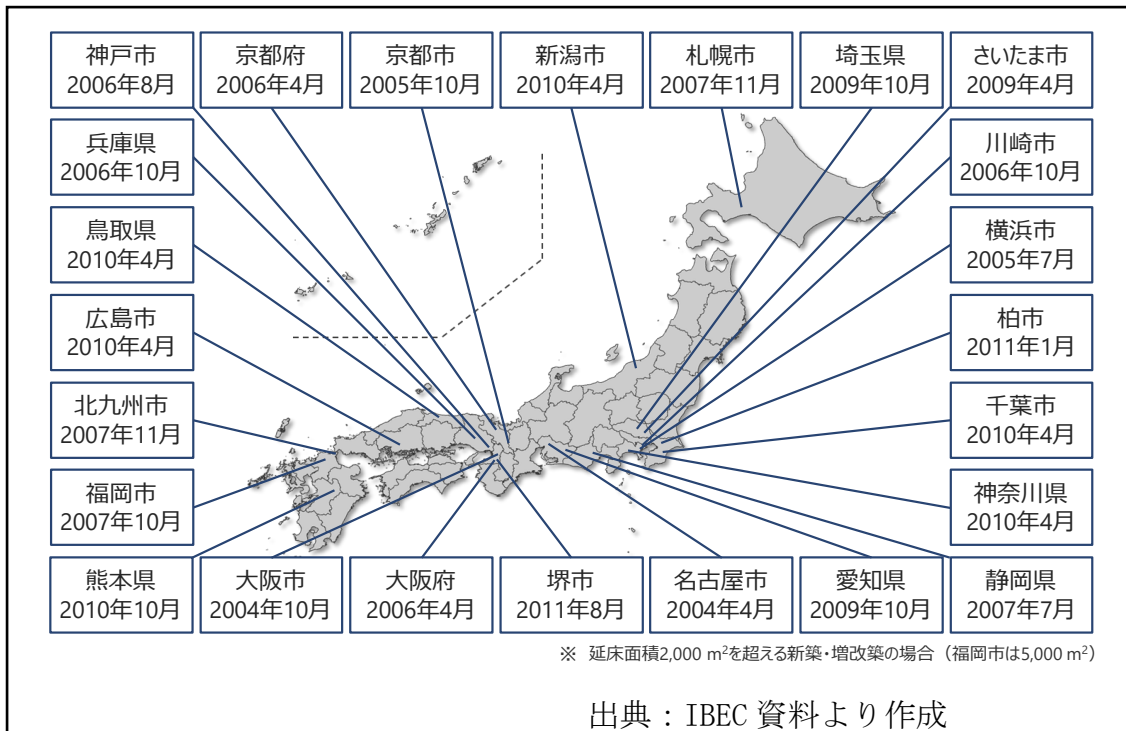 神戸市
2006年8月
京都府
2006年4月
京都市
2005年10月
新潟市
2010年4月
札幌市
2007年11月
埼玉県
2009年10月
さいたま市
2009年4月
兵庫県
2006年10月
川崎市
2006年10月
鳥取県
2010年4月
横浜市
2005年7月
広島市
2010年4月
柏市
2011年1月
北九州市
2007年11月
千葉市
2010年4月
福岡市
2007年10月
神奈川県
2010年4月
熊本県
2010年10月
大阪市
2004年10月
大阪府
2006年4月
堺市
2011年8月
名古屋市
2004年4月
愛知県
2009年10月
静岡県
2007年7月
※ 延床面積2,000 m²を超える新築・増改築の場合（福岡市は5,000 m²）
出典：IBEC 資料より作成